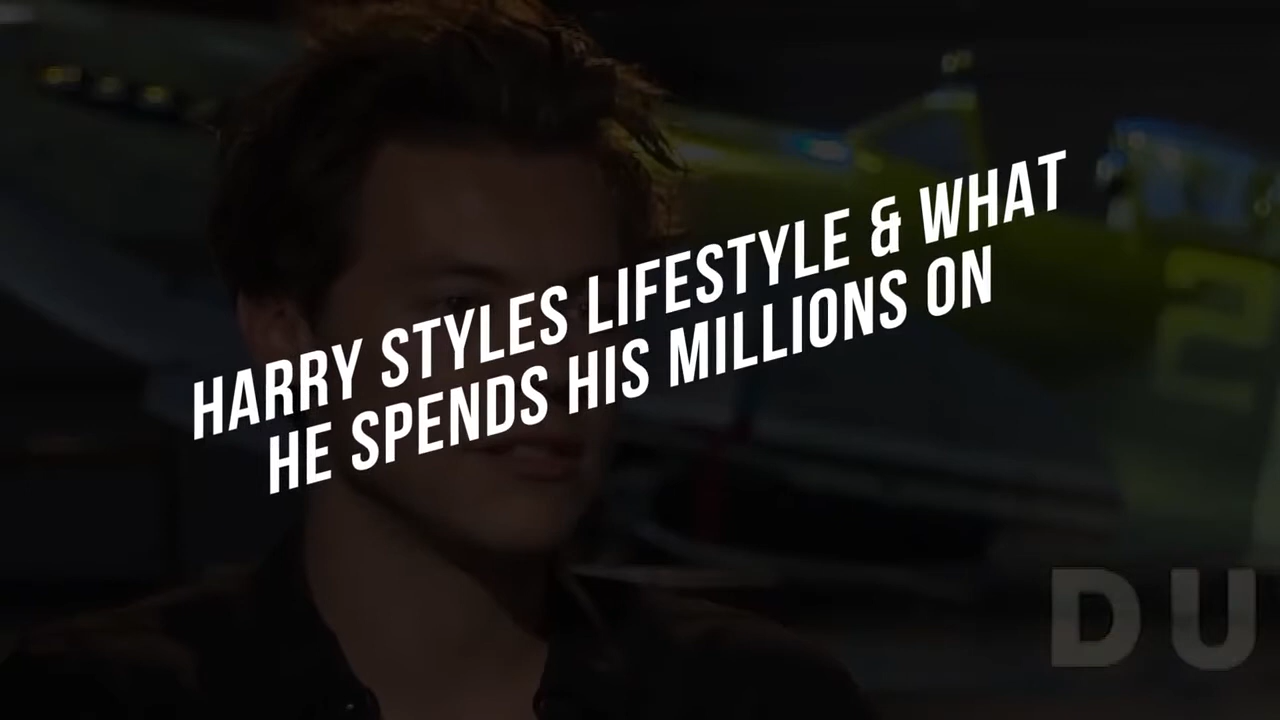 HARRY STYLES LIFESTYLE & WHAT
HE SPENDS HIS MILLIONS ON
DU